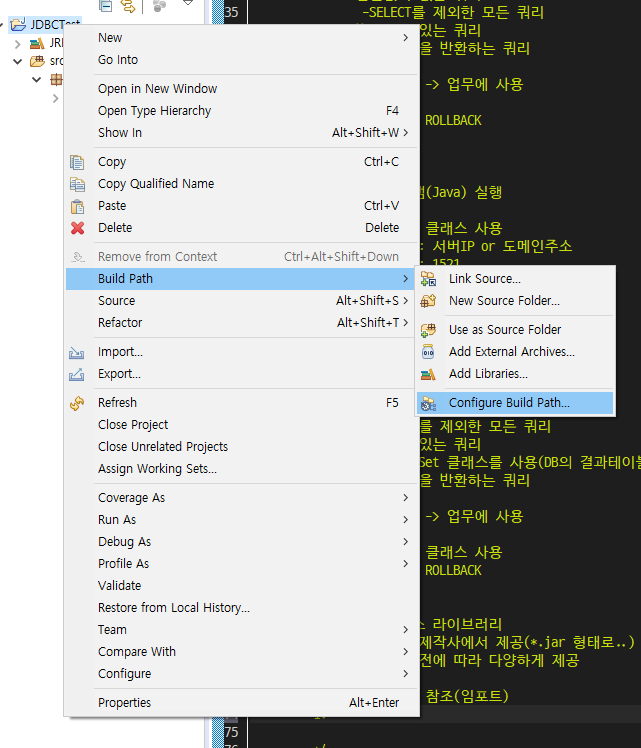 35
-SELECT를 제외한 모든 쿼리
JDBCTest
New
있는 쿼리
Go Into
을 반환하는 쿼리
Open in New Window
-> 업무에 사용
Open Type Hierarchy F4
Show In Alt+Shift+W
ROLLBACK
Copy Ctrl+C
Copy Qualified Name
(Java) 실행
Paste Ctrl+V
Delete Delete
클래스 사용
: 서버IP or 도메인주소
Remove from Context Ctrl+Alt+Shift+Down
: 1521
Build Path
Source Alt+Shift+S
Refactor Alt+Shift+T
Import...
Export...
Refresh F5
Close Project
Close Unrelated Projects
Assign Working Sets...
Coverage As
Run As
Debug As
Profile As
Validate
Restore from Local History...
Team
Compare With
Configure
Properties Alt+Enter
Link Source...
New Source Folder...
Use as Source Folder
Add External Archives...
Add Libraries...
Configure Build Path...
를 제외한 모든 쿼리
있는 쿼리
Set 클래스를 사용(DB의 결과테이블
을 반환하는 쿼리
-> 업무에 사용
클래스 사용
ROLLBACK
라이브러리
제작사에서 제공(*.jar 형태로..)
전에 따라 다양하게 제공
참조(임포트)
75